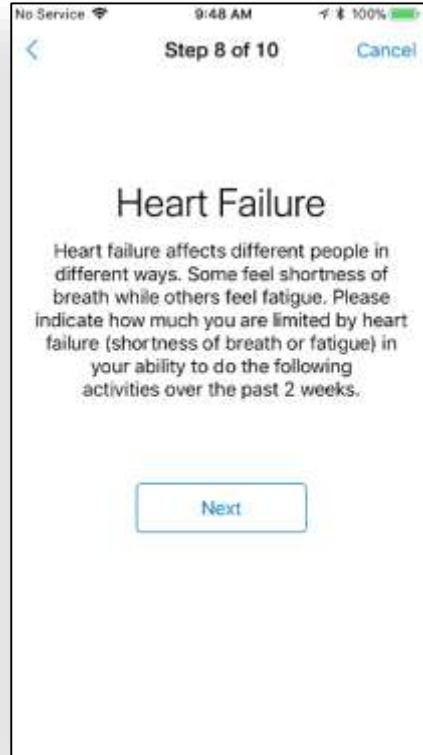 No Service 9:48 AM 100%
Step 8 of 10 Cancel
Heart Failure
Heart failure affects different people in
different ways. Some feel shortness of
breath while others feel fatigue. Please
indicate how much you are limited by heart
failure (shortness of breath or fatigue) in
your ability to do the following
activities over the past 2 weeks.
Next